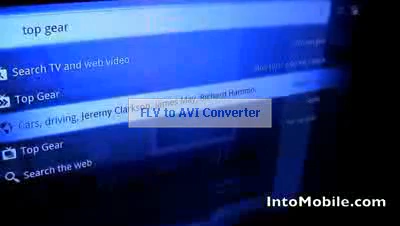 top gear
Search TV and web video
Top Gear
Cars, driving, Jeremy Clarkson, James May, Richard Hammon
FLV to AVI Converter
Top Gear
Search the web
IntoMobile.com